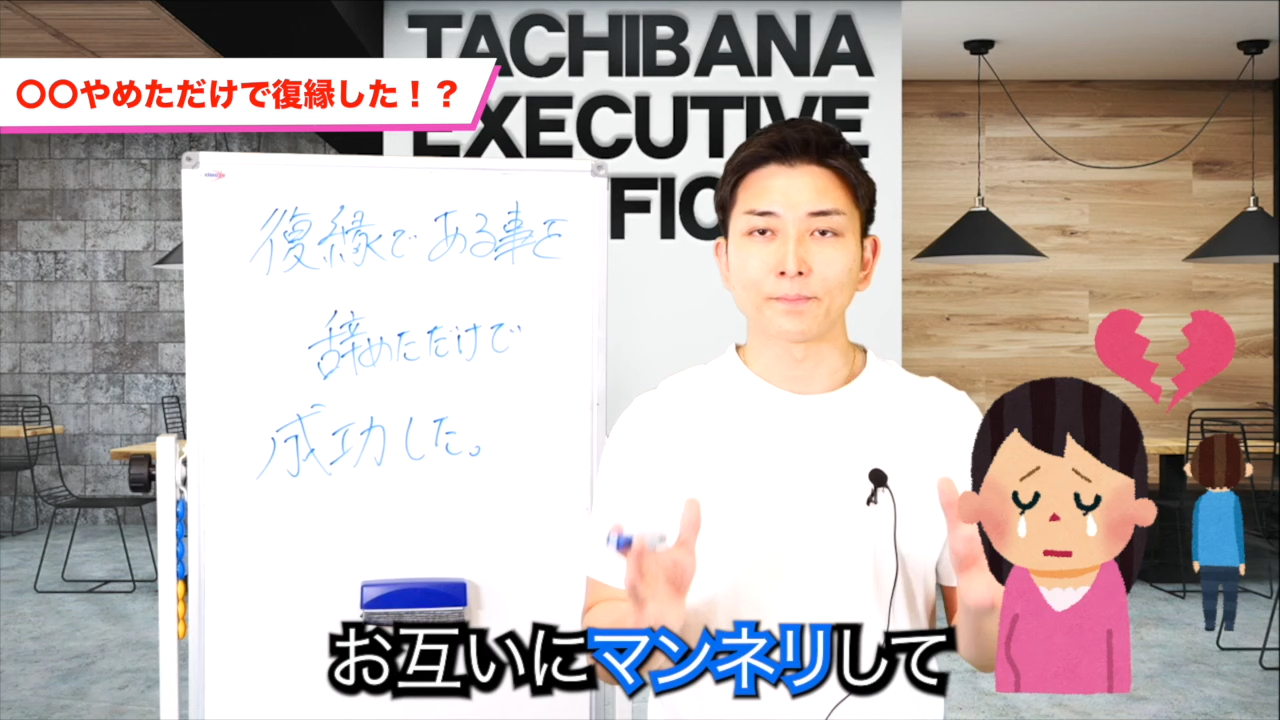 TACHIBANA
EXECUTIVE
FIC
〇〇やめただけで復縁した！？
復縁である事を
辞めただけで
成功した。
お互いにマンネリして